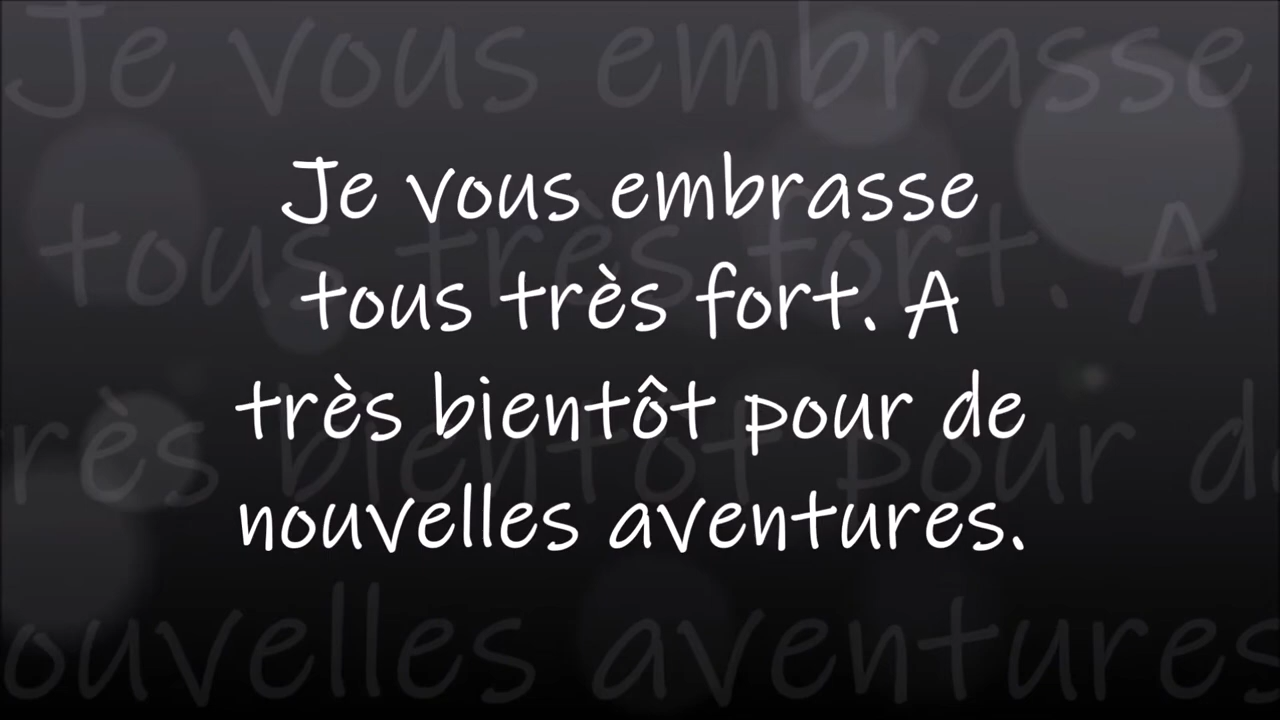 Je vous embrasse
tous très fort. A
très bientôt pour de
nouvelles aventures.